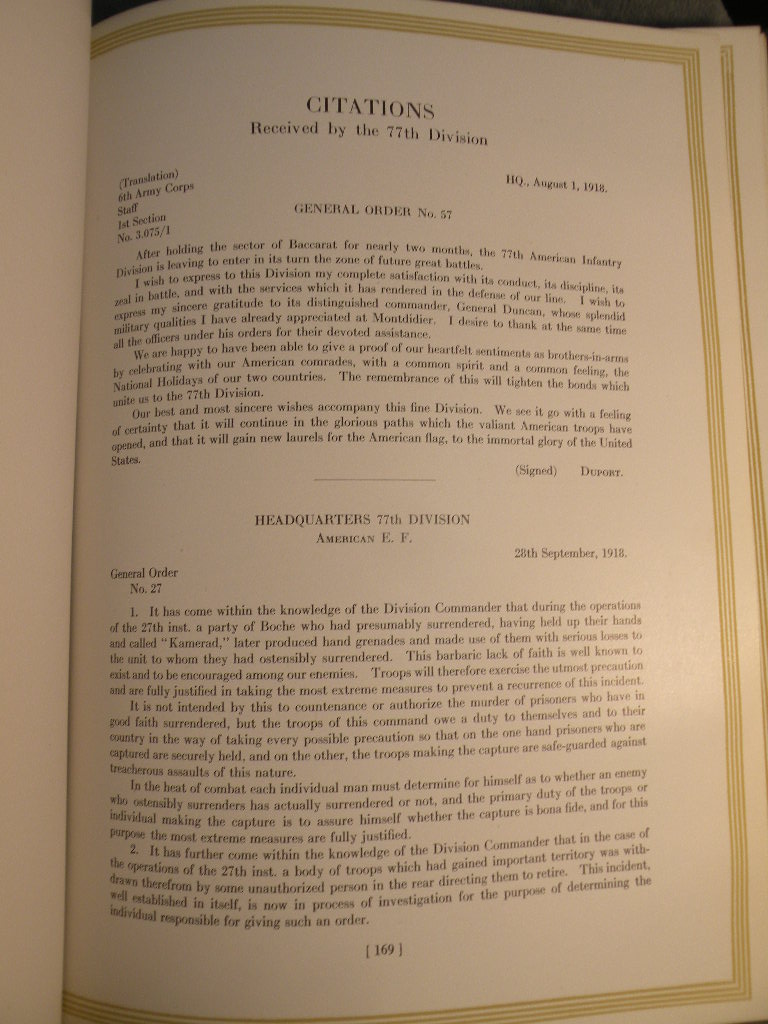 CITATIONS
Received by the 77th Division
(Translation)
6th Army Corps
Staff
1st Section
No. 3.075/1
HQ., August 1, 1918.
GENERAL ORDER No. 57
After holding the sector of Baccarat for nearly two months, the 77th American Infantry
Division is leaving to enter in its turn the zone of future great battles.
I wish to express to this Division my complete satisfaction with its conduct, its discipline, its
zeal in battle, and with the services which it has rendered in the defense of our line. I wish to
express my sincere gratitude to its distinguished commander, General Duncan, whose splendid
military qualities I have already appreciated at Montdidier. I desire to thank at the same time
all the officers under his orders for their devoted assistance.
We are happy to have been able to give a proof of our heartfelt sentiments as brothers-in-arms
by celebrating with our American comrades, with a common spirit and a common feeling, the
National Holidays of our two countries. The remembrance of this will tighten the bonds which
unite us to the 77th Division.
Our best and most sincere wishes accompany this fine Division. We see it go with a feeling
of certainty that it will continue in the glorious paths which the valiant American troops have
opened, and that it will gain new laurels for the American flag, to the immortal glory of the United
States.
(Signed) DUPORT.
HEADQUARTERS 77th DIVISION
AMERICAN E. F.
28th September, 1918.
General Order
No. 27
1. It has come within the knowledge of the Division Commander that during the operations
of the 27th inst. a party of Boche who had presumably surrendered, having held up their hands
and called "Kamerad," later produced hand grenades and made use of them with serious losses to
the unit to whom they had ostensibly surrendered. This barbaric lack of faith is well known to
exist and to be encouraged among our enemies. Troops will therefore exercise the utmost precaution
and are fully justified in taking the most extreme measures to prevent a recurrence of this incident.
It is not intended by this to countenance or authorize the murder of prisoners who have in
good faith surrendered, but the troops of this command owe a duty to themselves and to their
country in the way of taking every possible precaution so that on the one hand prisoners who are
captured are securely held, and on the other, the troops making the capture are safe-guarded against
treacherous assaults of this nature.
In the heat of combat each individual man must determine for himself as to whether an enemy
who ostensibly surrenders has actually surrendered or not, and the primary duty of the troops or
individual making the capture is to assure himself whether the capture is bona fide, and for this
purpose the most extreme measures are fully justified.
2. It has further come within the knowledge of the Division Commander that in the case of
the operations of the 27th inst. a body of troops which had gained important territory was with-
drawn therefrom by some unauthorized person in the rear directing them to retire. This incident,
well established in itself, is now in process of investigation for the purpose of determining the
individual responsible for giving such an order.
[ 169 ]